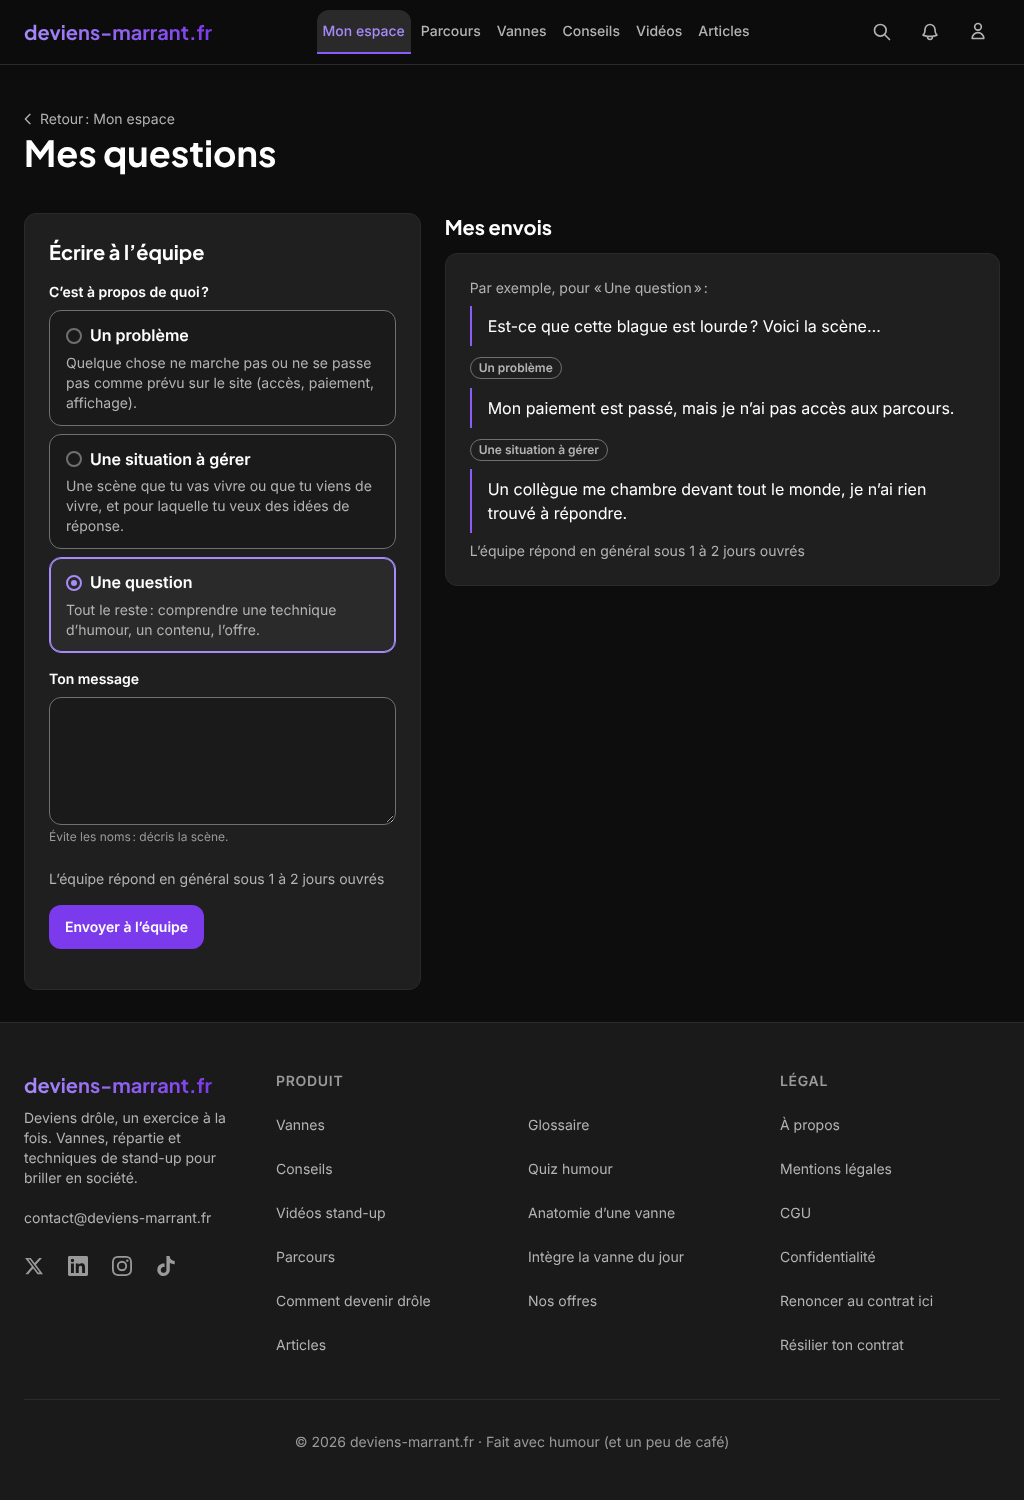 deviens-marrant.fr
Mon espace
Parcours
Vannes
Conseils
Vidéos
Articles
Retour : Mon espace
Mes questions
Écrire à l’équipe
C’est à propos de quoi ?
Un problème
Quelque chose ne marche pas ou ne se passe
pas comme prévu sur le site (accès, paiement,
affichage).
Une situation à gérer
Une scène que tu vas vivre ou que tu viens de
vivre, et pour laquelle tu veux des idées de
réponse.
Une question
Tout le reste : comprendre une technique
d’humour, un contenu, l’offre.
Ton message
Évite les noms : décris la scène.
L’équipe répond en général sous 1 à 2 jours ouvrés
Envoyer à l’équipe
Mes envois
Par exemple, pour « Une question » :
Est-ce que cette blague est lourde ? Voici la scène…
Un problème
Mon paiement est passé, mais je n’ai pas accès aux parcours.
Une situation à gérer
Un collègue me chambre devant tout le monde, je n’ai rien
trouvé à répondre.
L’équipe répond en général sous 1 à 2 jours ouvrés
deviens-marrant.fr
Deviens drôle, un exercice à la
fois. Vannes, répartie et
techniques de stand-up pour
briller en société.
contact@deviens-marrant.fr
PRODUIT
Vannes
Conseils
Vidéos stand-up
Parcours
Comment devenir drôle
Articles
Glossaire
Quiz humour
Anatomie d’une vanne
Intègre la vanne du jour
Nos offres
LÉGAL
À propos
Mentions légales
CGU
Confidentialité
Renoncer au contrat ici
Résilier ton contrat
© 2026 deviens-marrant.fr · Fait avec humour (et un peu de café)